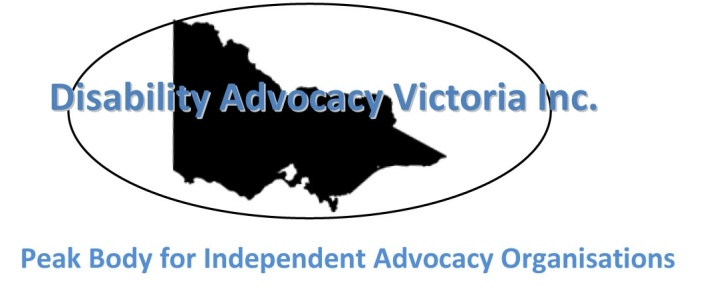 Disability Advocacy Victoria Inc.
Peak Body for Independent Advocacy Organisations